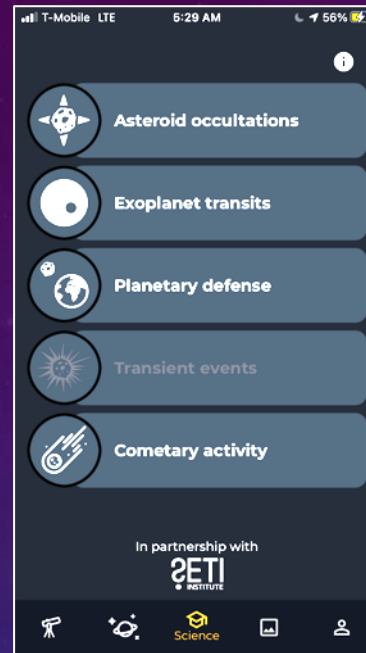 T-Mobile LTE 5:29 AM 56%
Asteroid occultations
Exoplanet transits
Planetary defense
Transient events
Cometary activity
In partnership with
SETI
INSTITUTE
Science